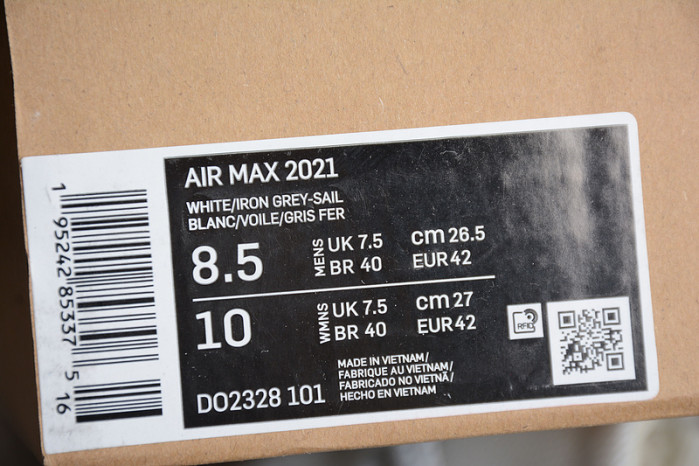 AIR MAX 2021
WHITE/IRON GREY-SAIL
BLANC/VOILE/GRIS FER
8.5 MENS UK 7.5 cm 26.5
BR 40 EUR 42
10 WMNS UK 7.5 cm 27
BR 40 EUR 42
DO2328 101
MADE IN VIETNAM/
FABRIQUE AU VIETNAM/
FABRICADO NO VIETNÃ/
HECHO EN VIETNAM
RFID
1 95242 85337 5 16